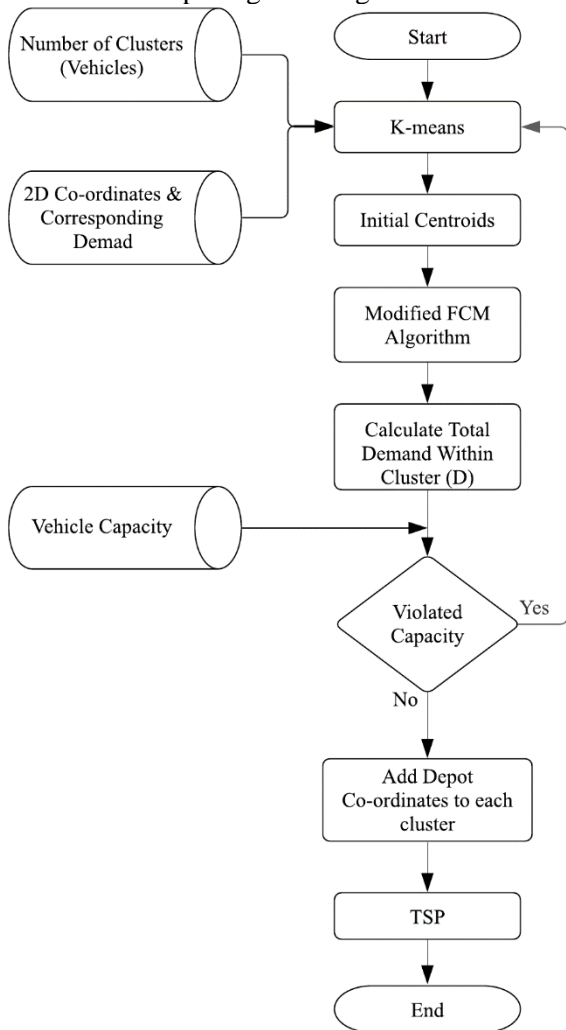 Number of Clusters
(Vehicles)
Start
K-means
2D Co-ordinates &
Corresponding
Demad
Initial Centroids
Modified FCM
Algorithm
Calculate Total
Demand Within
Cluster (D)
Vehicle Capacity
Violated
Capacity
Yes
No
Add Depot
Co-ordinates to each
cluster
TSP
End